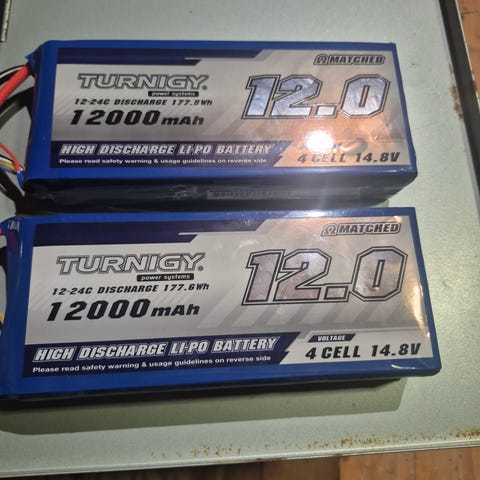 Ω MATCHED
TURNIGY®
power systems
12.0
12-24C DISCHARGE 177.6Wh
12000mAh
HIGH DISCHARGE LI-PO BATTERY
4 CELL 14.8V
Please read safety warning & usage guidelines on reverse side
Ω MATCHED
TURNIGY®
power systems
12.0
12-24C DISCHARGE 177.6Wh
12000mAh
VOLTAGE
HIGH DISCHARGE LI-PO BATTERY
4 CELL 14.8V
Please read safety warning & usage guidelines on reverse side